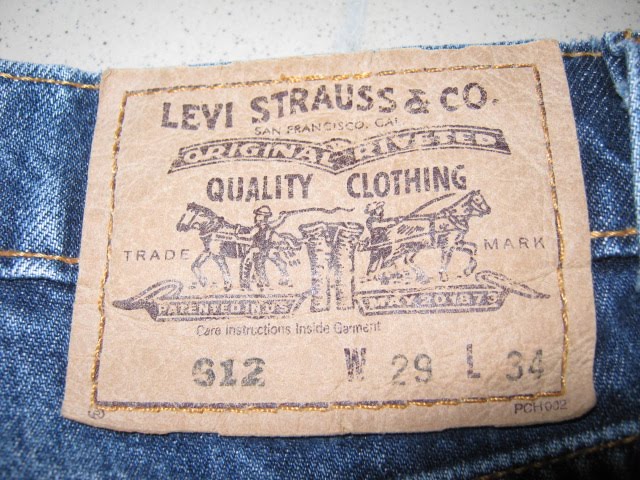 LEVI STRAUSS & CO.
SAN FRANCISCO, CAL
ORIGINAL RIVETED
QUALITY CLOTHING
TRADE MARK
PATENTED IN U S MAY 20 1873
Care Instructions Inside Garment
612 W 29 L 34